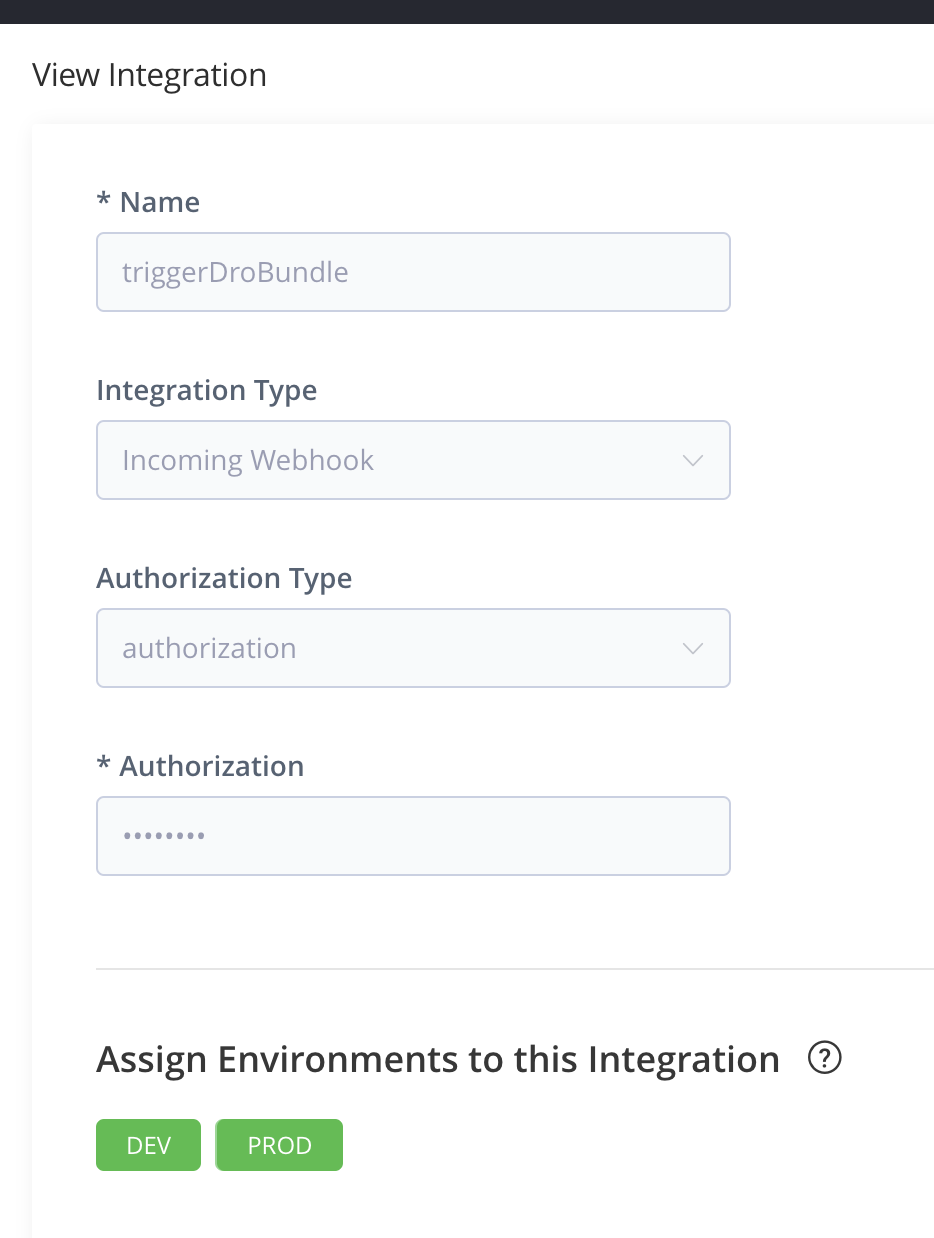 View Integration
* Name
triggerDroBundle
Integration Type
Incoming Webhook
Authorization Type
authorization
* Authorization
••••••••
Assign Environments to this Integration ?
DEV PROD